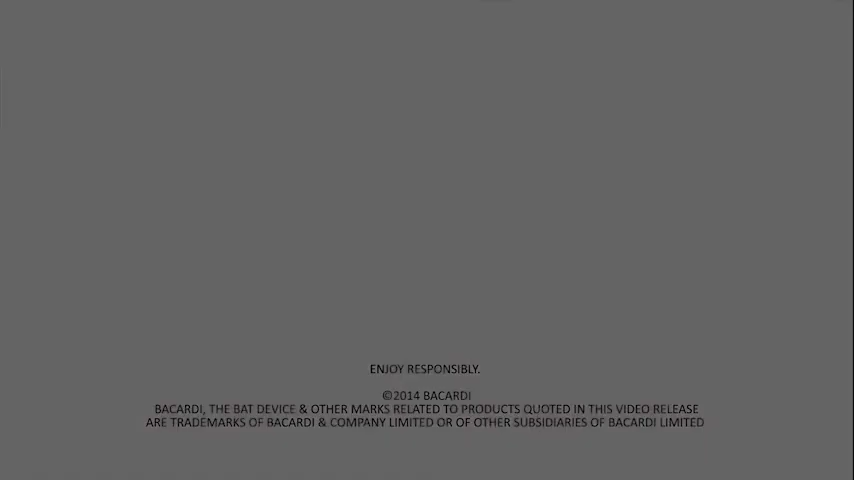 ENJOY RESPONSIBLY.
©2014 BACARDI
BACARDI, THE BAT DEVICE & OTHER MARKS RELATED TO PRODUCTS QUOTED IN THIS VIDEO RELEASE
ARE TRADEMARKS OF BACARDI & COMPANY LIMITED OR OF OTHER SUBSIDIARIES OF BACARDI LIMITED